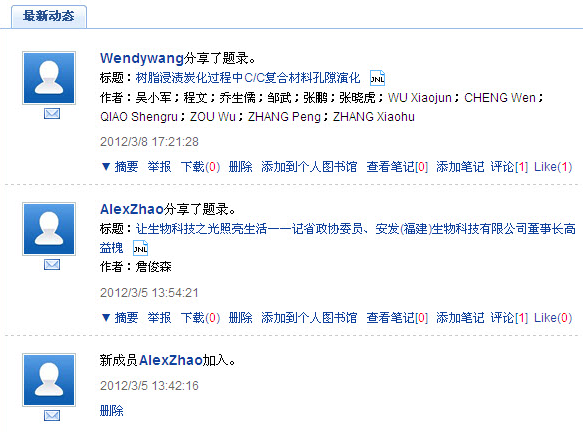 最新动态
Wendywang分享了题录。
标题：树脂浸渍炭化过程中C/C复合材料孔隙演化 JNL
作者：吴小军；程文；乔生儒；邹武；张鹏；张晓虎；WU Xiaojun；CHENG Wen；
QIAO Shengru；ZOU Wu；ZHANG Peng；ZHANG Xiaohu
2012/3/8 17:21:28
▼摘要 举报 下载(0) 删除 添加到个人图书馆 查看笔记[0] 添加笔记 评论[1] Like(1)
AlexZhao分享了题录。
标题：让生物科技之光照亮生活——记省政协委员、安发(福建)生物科技有限公司董事长高
益槐 JNL
作者：詹俊森
2012/3/5 13:54:21
▼摘要 举报 下载(0) 删除 添加到个人图书馆 查看笔记[0] 添加笔记 评论[1] Like(0)
新成员AlexZhao加入。
2012/3/5 13:42:16
删除